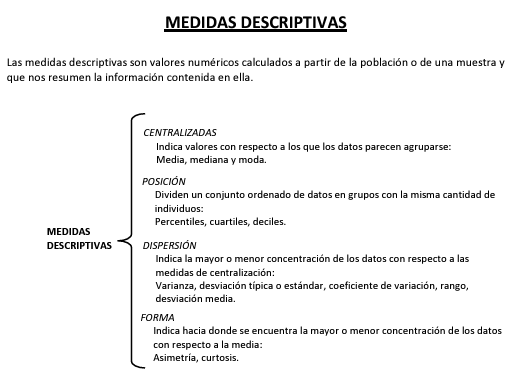 MEDIDAS DESCRIPTIVAS
Las medidas descriptivas son valores numéricos calculados a partir de la población o de una muestra y
que nos resumen la información contenida en ella.
MEDIDAS
DESCRIPTIVAS
CENTRALIZADAS
Indica valores con respecto a los que los datos parecen agruparse:
Media, mediana y moda.
POSICIÓN
Dividen un conjunto ordenado de datos en grupos con la misma cantidad de
individuos:
Percentiles, cuartiles, deciles.
DISPERSIÓN
Indica la mayor o menor concentración de los datos con respecto a las
medidas de centralización:
Varianza, desviación típica o estándar, coeficiente de variación, rango,
desviación media.
FORMA
Indica hacia donde se encuentra la mayor o menor concentración de los datos
con respecto a la media:
Asimetría, curtosis.